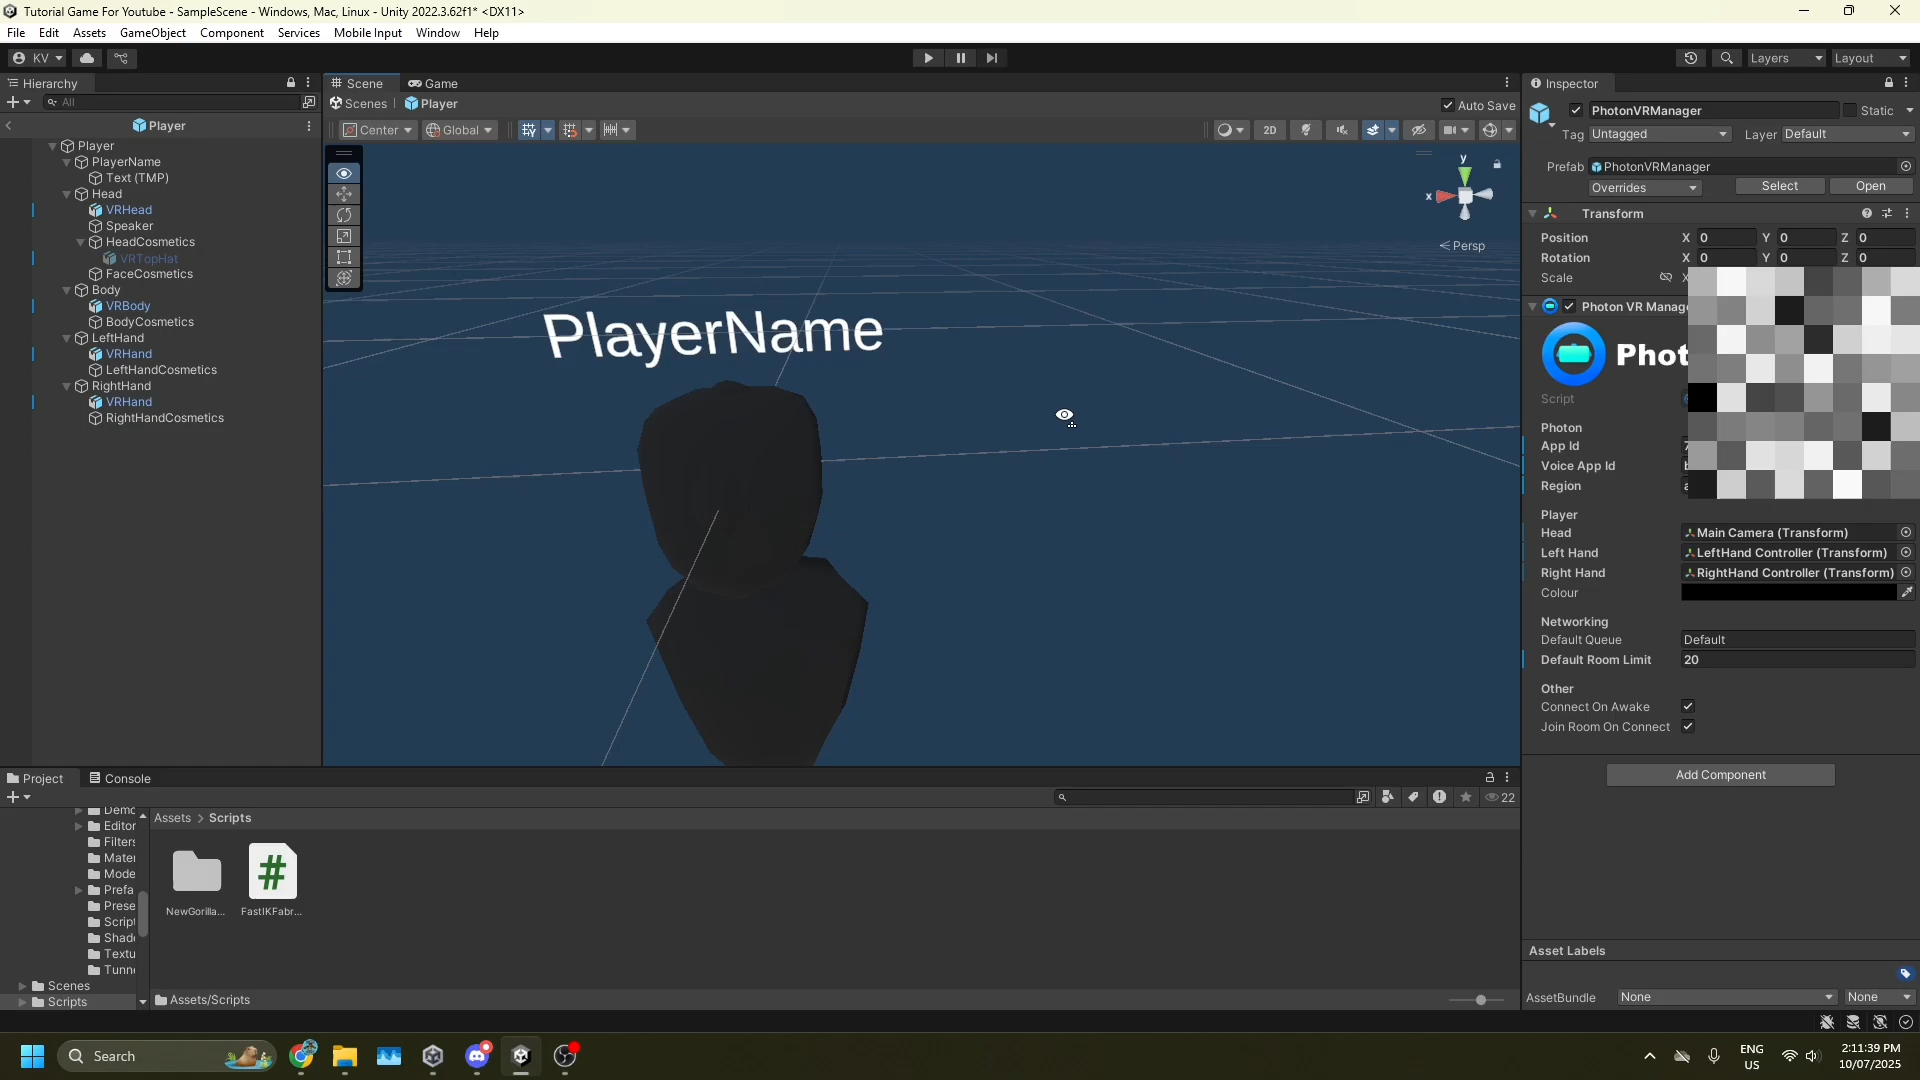 Tutorial Game For Youtube - SampleScene - Windows, Mac, Linux - Unity 2022.3.62f1* <DX11>
File Edit Assets GameObject Component Services Mobile Input Window Help
KV Layers Layout
Hierarchy Scene Game Inspector
All Scenes Player Auto Save PhotonVRManager Static
Player Center Global 2D Tag Untagged Layer Default
Player
PlayerName
Text (TMP)
Head
VRHead
Speaker
HeadCosmetics
VRTopHat
FaceCosmetics
Body
VRBody
BodyCosmetics
LeftHand
VRHand
LeftHandCosmetics
RightHand
VRHand
RightHandCosmetics
y
x
Persp
PlayerName
Prefab PhotonVRManager
Overrides Select Open
Transform
Position X 0 Y 0 Z 0
Rotation X 0 Y 0 Z 0
Scale
Photon VR Manag
Phot
Script
Photon
App Id
Voice App Id
Region
Player
Head Main Camera (Transform)
Left Hand LeftHand Controller (Transform)
Right Hand RightHand Controller (Transform)
Colour
Networking
Default Queue Default
Default Room Limit 20
Other
Connect On Awake
Join Room On Connect
Add Component
Asset Labels
AssetBundle None None
Project Console
22
Demc
Editor
Filters
Mater
Mode
Prefa
Prese
Script
Shade
Textu
Tunne
Scenes
Scripts
Assets > Scripts
NewGorilla... FastIKFabr...
Assets/Scripts
Search
ENG
US
2:11:39 PM
10/07/2025